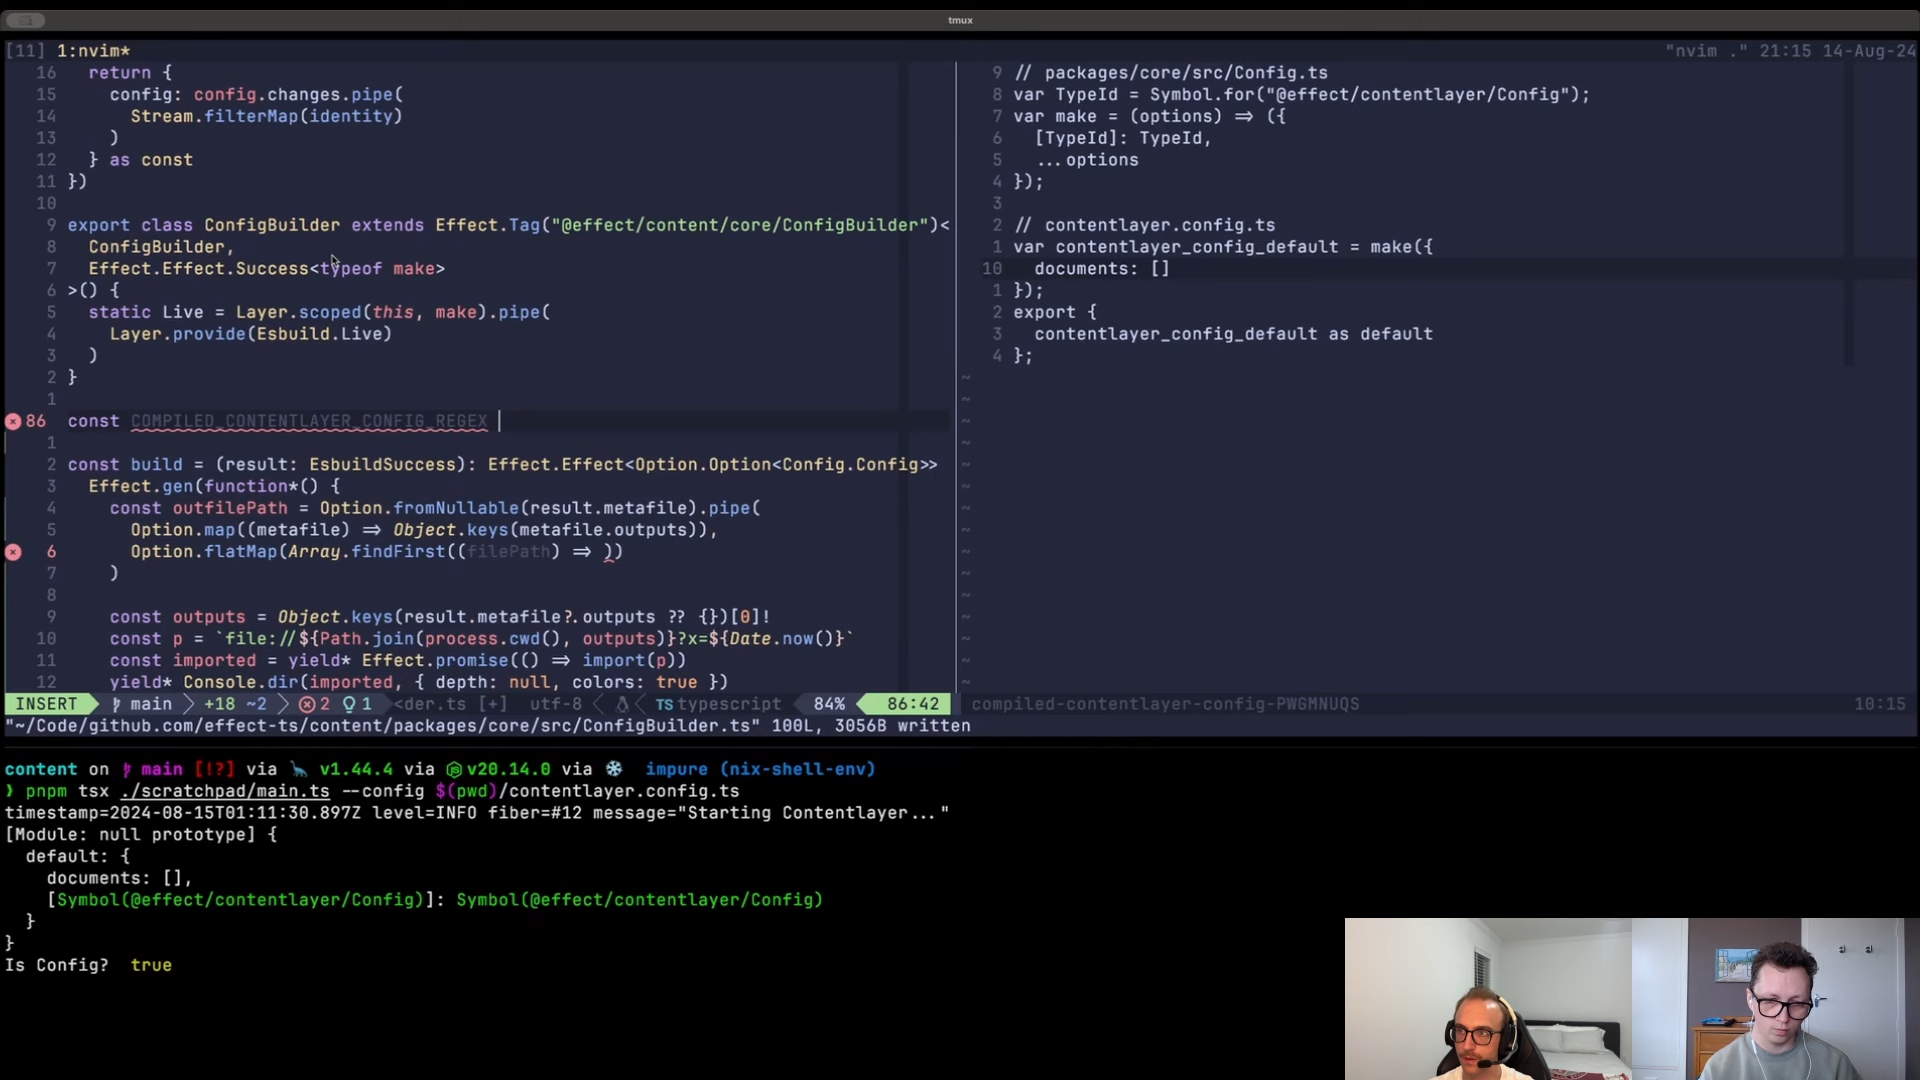 tmux
[11] 1:nvim*
"nvim ." 21:15 14-Aug-24
16 return {
15 config: config.changes.pipe(
14 Stream.filterMap(identity)
13 )
12 } as const
11 })
10
9 export class ConfigBuilder extends Effect.Tag("@effect/content/core/ConfigBuilder")<
8 ConfigBuilder,
7 Effect.Effect.Success<typeof make>
6 >() {
5 static Live = Layer.scoped(this, make).pipe(
4 Layer.provide(Esbuild.Live)
3 )
2 }
1
86 const COMPILED_CONTENTLAYER_CONFIG_REGEX
1
2 const build = (result: EsbuildSuccess): Effect.Effect<Option.Option<Config.Config>>
3 Effect.gen(function*() {
4 const outfilePath = Option.fromNullable(result.metafile).pipe(
5 Option.map((metafile) => Object.keys(metafile.outputs)),
6 Option.flatMap(Array.findFirst((filePath) => ))
7 )
8
9 const outputs = Object.keys(result.metafile?.outputs ?? {})[0]!
10 const p = `file://${Path.join(process.cwd(), outputs)}?x=${Date.now()}`
11 const imported = yield* Effect.promise(() => import(p))
12 yield* Console.dir(imported, { depth: null, colors: true })
9 // packages/core/src/Config.ts
8 var TypeId = Symbol.for("@effect/contentlayer/Config");
7 var make = (options) => ({
6 [TypeId]: TypeId,
5 ...options
4 });
3
2 // contentlayer.config.ts
1 var contentlayer_config_default = make({
10 documents: []
1 });
2 export {
3 contentlayer_config_default as default
4 };
INSERT main +18 ~2 2 1 <der.ts [+] utf-8 TS typescript 84% 86:42
compiled-contentlayer-config-PWGMNUQS 10:15
"~/Code/github.com/effect-ts/content/packages/core/src/ConfigBuilder.ts" 100L, 3056B written
content on main [!?] via v1.44.4 via v20.14.0 via impure (nix-shell-env)
❯ pnpm tsx ./scratchpad/main.ts --config $(pwd)/contentlayer.config.ts
timestamp=2024-08-15T01:11:30.897Z level=INFO fiber=#12 message="Starting Contentlayer..."
[Module: null prototype] {
default: {
documents: [],
[Symbol(@effect/contentlayer/Config)]: Symbol(@effect/contentlayer/Config)
}
}
Is Config? true